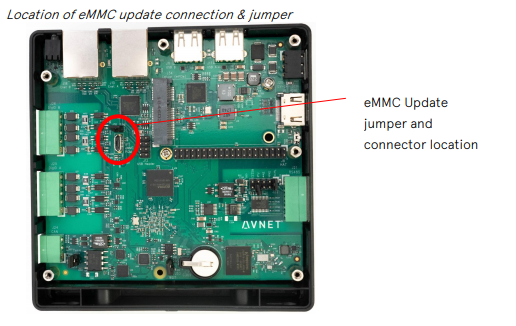 Location of eMMC update connection & jumper
eMMC Update
jumper and
connector location
AVNET